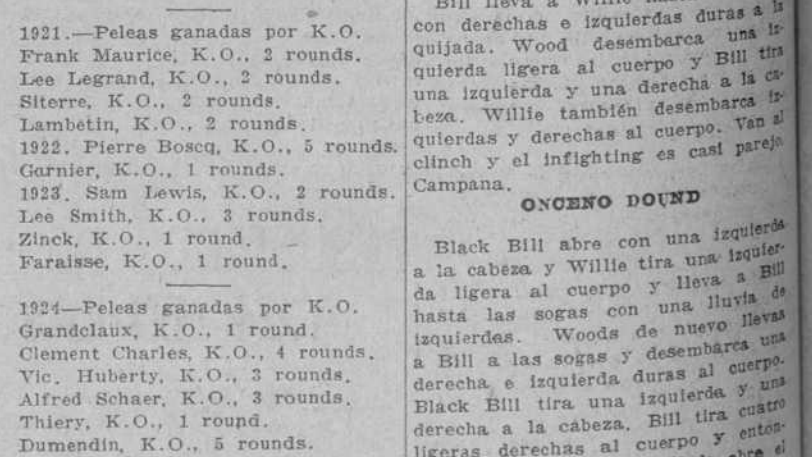 1921.—Peleas ganadas por K.O.
Frank Maurice, K.O., 2 rounds.
Lee Legrand, K.O., 2 rounds.
Siterre, K.O., 2 rounds.
Lambetin, K.O., 2 rounds.
1922. Pierre Boscq, K.O., 5 rounds.
Garnier, K.O., 1 rounds.
1923. Sam Lewis, K.O., 2 rounds.
Lee Smith, K.O., 3 rounds.
Zinck, K.O., 1 round.
Faraisse, K.O., 1 round.
1924—Peleas ganadas por K.O.
Grandclaux, K.O., 1 round.
Clement Charles, K.O., 4 rounds.
Vic. Huberty, K.O., 3 rounds.
Alfred Schaer, K.O., 3 rounds.
Thiery, K.O., 1 round.
Dumendin, K.O., 5 rounds.
Bill lleva a Willie
con derechas e izquierdas duras a la
quijada. Wood desembarca una iz-
quierda ligera al cuerpo y Bill tira
una izquierda y una derecha a la ca-
beza. Willie también desembarca iz-
quierdas y derechas al cuerpo. Van al
clinch y el infighting es casi parejo
Campana.
ONCENO DOUND
Black Bill abre con una izquierda
a la cabeza y Willie tira una izquier-
da ligera al cuerpo y lleva a Bill
hasta las sogas con una lluvia de
izquierdas. Woods de nuevo llevas
a Bill a las sogas y desembarca una
derecha e izquierda duras al cuerpo.
Black Bill tira una izquierda y una
derecha a la cabeza. Bill tira cuatro
ligeras derechas al cuerpo y enton-
abre el